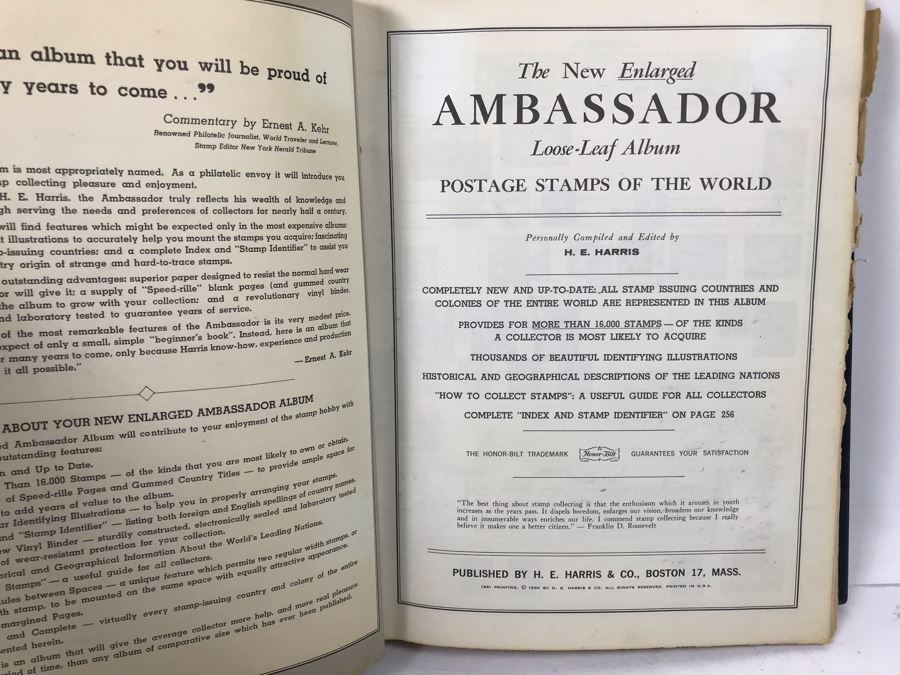 an album that you will be proud of
y years to come . . .”
Commentary by Ernest A. Kehr
Renowned Philatelic Journalist, World Traveler and Lecturer,
Stamp Editor New York Herald Tribune
m is most appropriately named. As a philatelic envoy it will introduce you
p collecting pleasure and enjoyment.
H. E. Harris, the Ambassador truly reflects his wealth of knowledge and
gh serving the needs and preferences of collectors for nearly half a century.
will find features which might be expected only in the most expensive albums:
t illustrations to accurately help you mount the stamps you acquire; fascinating
p-issuing countries; and a complete Index and "Stamp Identifier" to assist you
try origin of strange and hard-to-trace stamps.
outstanding advantages: superior paper designed to resist the normal hard wear
or will give it: a supply of "Speed-rille" blank pages (and gummed country
the album to grow with your collection; and a revolutionary vinyl binder,
nd laboratory tested to guarantee years of service.
of the most remarkable features of the Ambassador is its very modest price.
expect of only a small, simple "beginner's book". Instead, here is an album that
r many years to come, only because Harris know-how, experience and production
it all possible."
—Ernest A. Kehr
ABOUT YOUR NEW ENLARGED AMBASSADOR ALBUM
ed Ambassador Album will contribute to your enjoyment of the stamp hobby with
outstanding features:
n and Up to Date.
Than 16,000 Stamps — of the kinds that you are most likely to own or obtain.
of Speed-rille Pages and Gummed Country Titles — to provide ample space for
to add years of value to the album.
ar Identifying Illustrations — to help you in properly arranging your stamps.
and "Stamp Identifier" — listing both foreign and English spellings of country names.
w Vinyl Binder — sturdily constructed, electronically sealed and laboratory tested
of wear-resistant protection for your collection.
orical and Geographical Information About the World's Leading Nations.
Stamps" — a useful guide for all collectors.
ules between Spaces — a unique feature which permits two regular width stamps, or
th stamp, to be mounted on the same space with equally attractive appearance.
-margined Pages.
and Complete — virtually every stamp-issuing country and colony of the entire
sented herein.
is an album that will give the average collector more help, and more real pleasure
riod of time, than any album of comparative size which has ever been published.
The New Enlarged
AMBASSADOR
Loose-Leaf Album
POSTAGE STAMPS OF THE WORLD
Personally Compiled and Edited by
H. E. HARRIS
COMPLETELY NEW AND UP-TO-DATE: ALL STAMP ISSUING COUNTRIES AND
COLONIES OF THE ENTIRE WORLD ARE REPRESENTED IN THIS ALBUM
PROVIDES FOR MORE THAN 16,000 STAMPS — OF THE KINDS
A COLLECTOR IS MOST LIKELY TO ACQUIRE
THOUSANDS OF BEAUTIFUL IDENTIFYING ILLUSTRATIONS
HISTORICAL AND GEOGRAPHICAL DESCRIPTIONS OF THE LEADING NATIONS
"HOW TO COLLECT STAMPS": A USEFUL GUIDE FOR ALL COLLECTORS
COMPLETE "INDEX AND STAMP IDENTIFIER" ON PAGE 256
THE HONOR-BILT TRADEMARK Honor-Bilt GUARANTEES YOUR SATISFACTION
"The best thing about stamp collecting is that the enthusiasm which it arouses in youth
increases as the years pass. It dispels boredom, enlarges our vision, broadens our knowledge
and in innumerable ways enriches our life. I commend stamp collecting because I really
believe it makes one a better citizen." — Franklin D. Roosevelt
PUBLISHED BY H. E. HARRIS & CO., BOSTON 17, MASS.
1961 PRINTING. © 1960 BY H. E. HARRIS & CO. ALL RIGHTS RESERVED. PRINTED IN U.S.A.